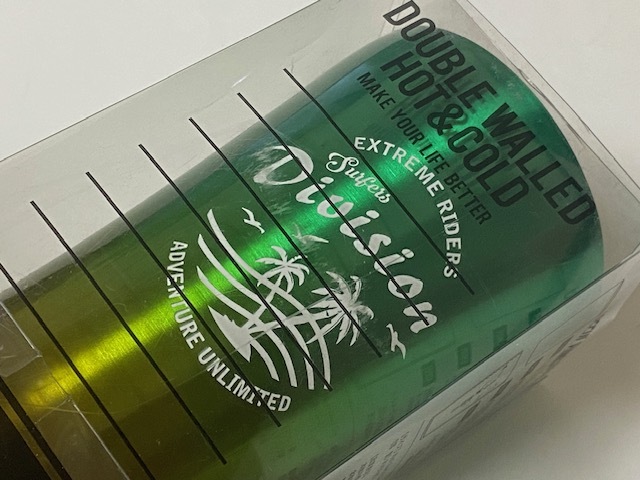 DOUBLE WALLED
HOT&COLD
MAKE YOUR LIFE BETTER
EXTREME RIDERS
Surfers
Division
ADVENTURE UNLIMITED